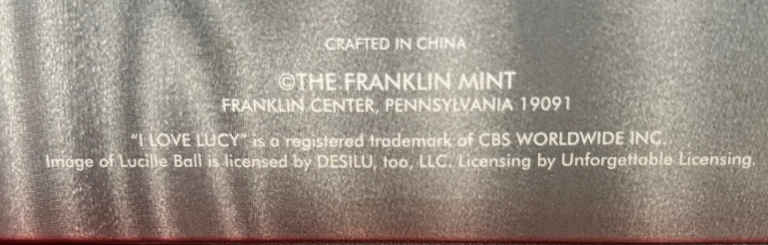 CRAFTED IN CHINA
©THE FRANKLIN MINT
FRANKLIN CENTER, PENNSYLVANIA 19091
"I LOVE LUCY" is a registered trademark of CBS WORLDWIDE INC.
Image of Lucille Ball is licensed by DESILU, too, LLC. Licensing by Unforgettable Licensing.